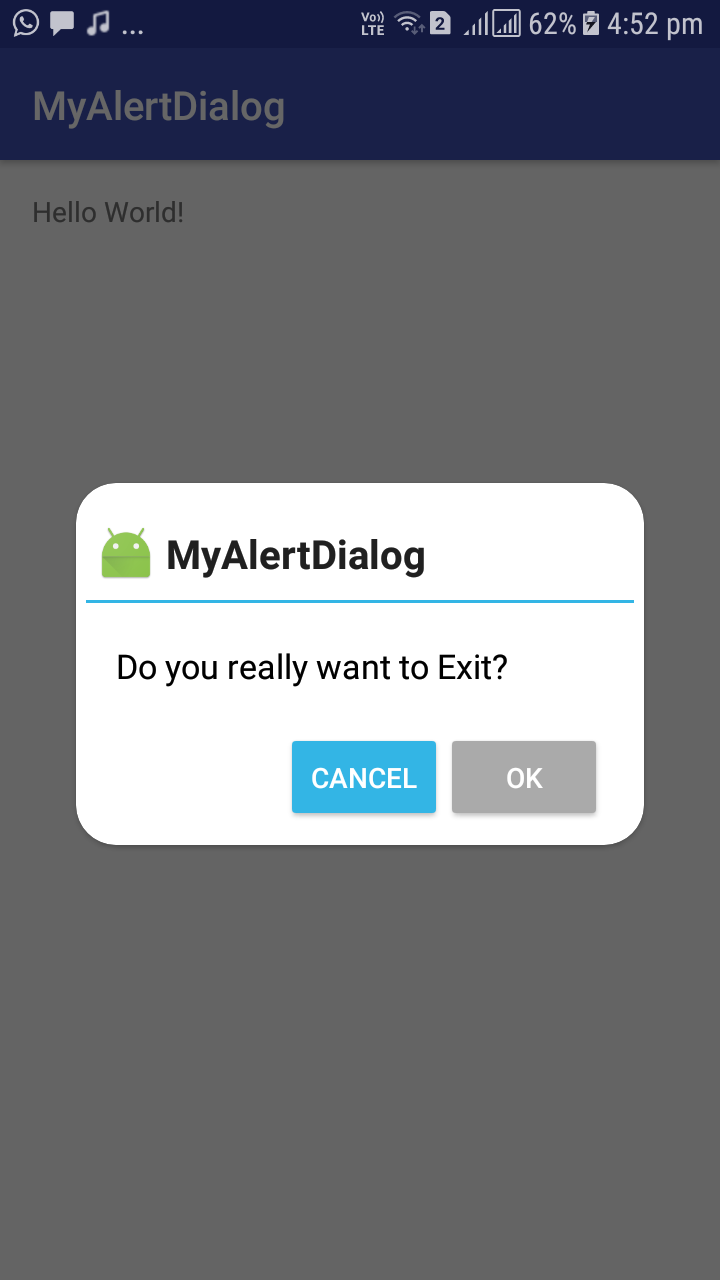 ... Vo)) LTE 2 62% 4:52 pm
MyAlertDialog
Hello World!
MyAlertDialog
Do you really want to Exit?
CANCEL OK